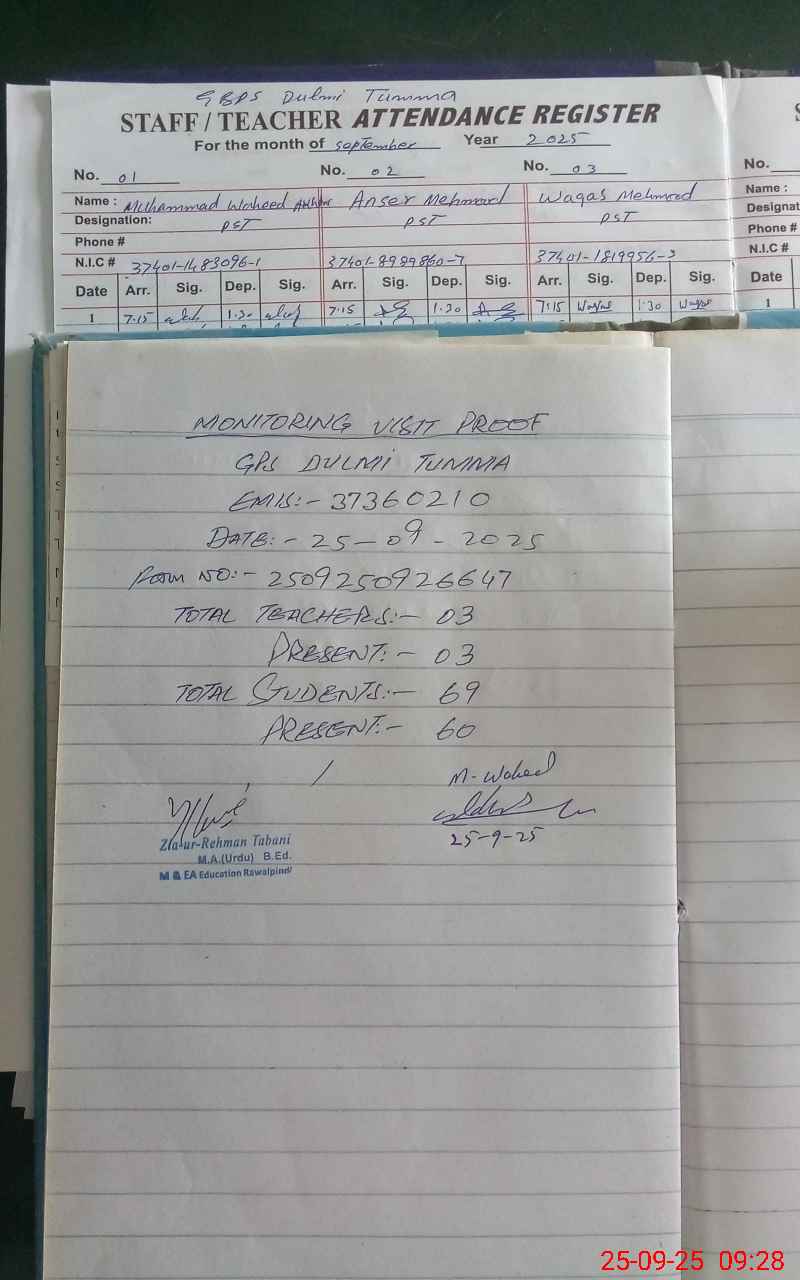 GBPS Dulmi Tumma
STAFF / TEACHER ATTENDANCE REGISTER
For the month of september Year 2025
No. 01 No. 02 No. 03 No.
Name : Muhammad Waheed Anser Mehmood Waqas Mehmood Name :
Designation: PST PST PST Designat
Phone # Phone #
N.I.C # 37401-1483096-1 37401-8989860-7 37401-1819956-3 N.I.C #
Date Arr. Sig. Dep. Sig. Arr. Sig. Dep. Sig. Arr. Sig. Dep. Sig. Date
1 7:15 1:30 7:15 1:30 7:15 Waqas 1:30 Waqas 1
MONITORING VISIT PROOF
GPS DULMI TUMMA
EMIS:- 37360210
DATE:- 25-09-2025
Form NO:- 2509250926647
TOTAL TEACHERS:- 03
PRESENT:- 03
TOTAL STUDENTS:- 69
PRESENT:- 60
M-Waheed
25-9-25
Zia-ur-Rehman Tabani
M.A.(Urdu) B.Ed.
M & EA Education Rawalpindi
25-09-25 09:28